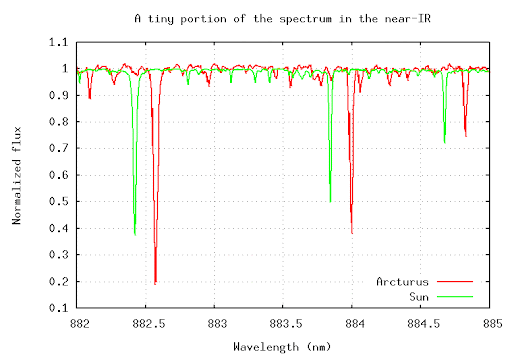 A tiny portion of the spectrum in the near-IR
1.1
1
0.9
0.8
0.7
0.6
0.5
0.4
0.3
0.2
0.1
Normalized flux
Arcturus
Sun
882 882.5 883 883.5 884 884.5 885
Wavelength (nm)